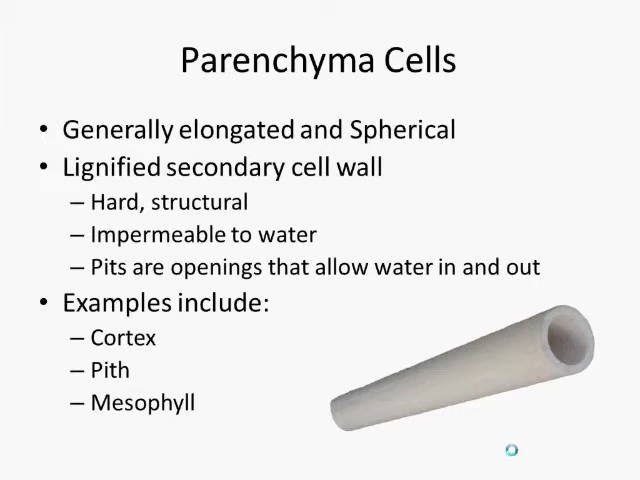 Parenchyma Cells
• Generally elongated and Spherical
• Lignified secondary cell wall
– Hard, structural
– Impermeable to water
– Pits are openings that allow water in and out
• Examples include:
– Cortex
– Pith
– Mesophyll